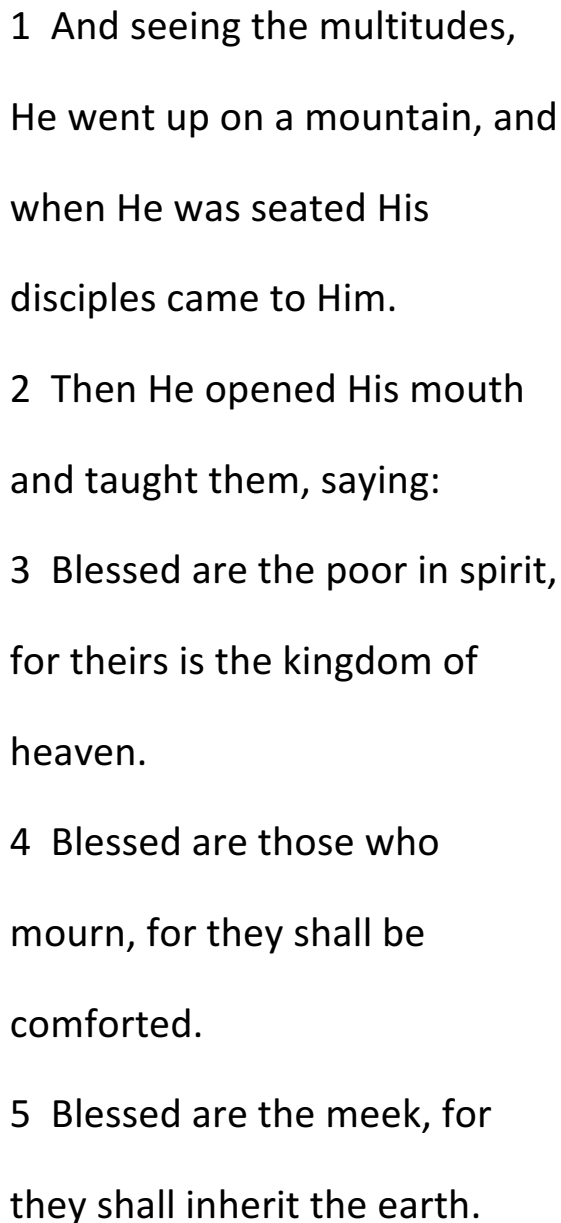 1  And seeing the multitudes,
He went up on a mountain, and
when He was seated His
disciples came to Him.
2  Then He opened His mouth
and taught them, saying:
3  Blessed are the poor in spirit,
for theirs is the kingdom of
heaven.
4  Blessed are those who
mourn, for they shall be
comforted.
5  Blessed are the meek, for
they shall inherit the earth.